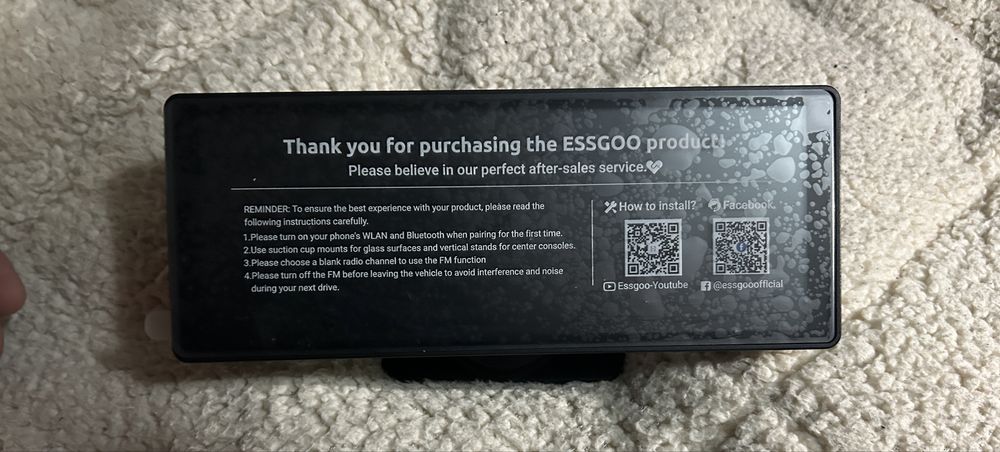 Thank you for purchasing the ESSGOO product!
Please believe in our perfect after-sales service.
REMINDER: To ensure the best experience with your product, please read the
following instructions carefully.
1.Please turn on your phone's WLAN and Bluetooth when pairing for the first time.
2.Use suction cup mounts for glass surfaces and vertical stands for center consoles.
3.Please choose a blank radio channel to use the FM function
4.Please turn off the FM before leaving the vehicle to avoid interference and noise
during your next drive.
How to install?
Essgoo-Youtube
Facebook.
@essgooofficial